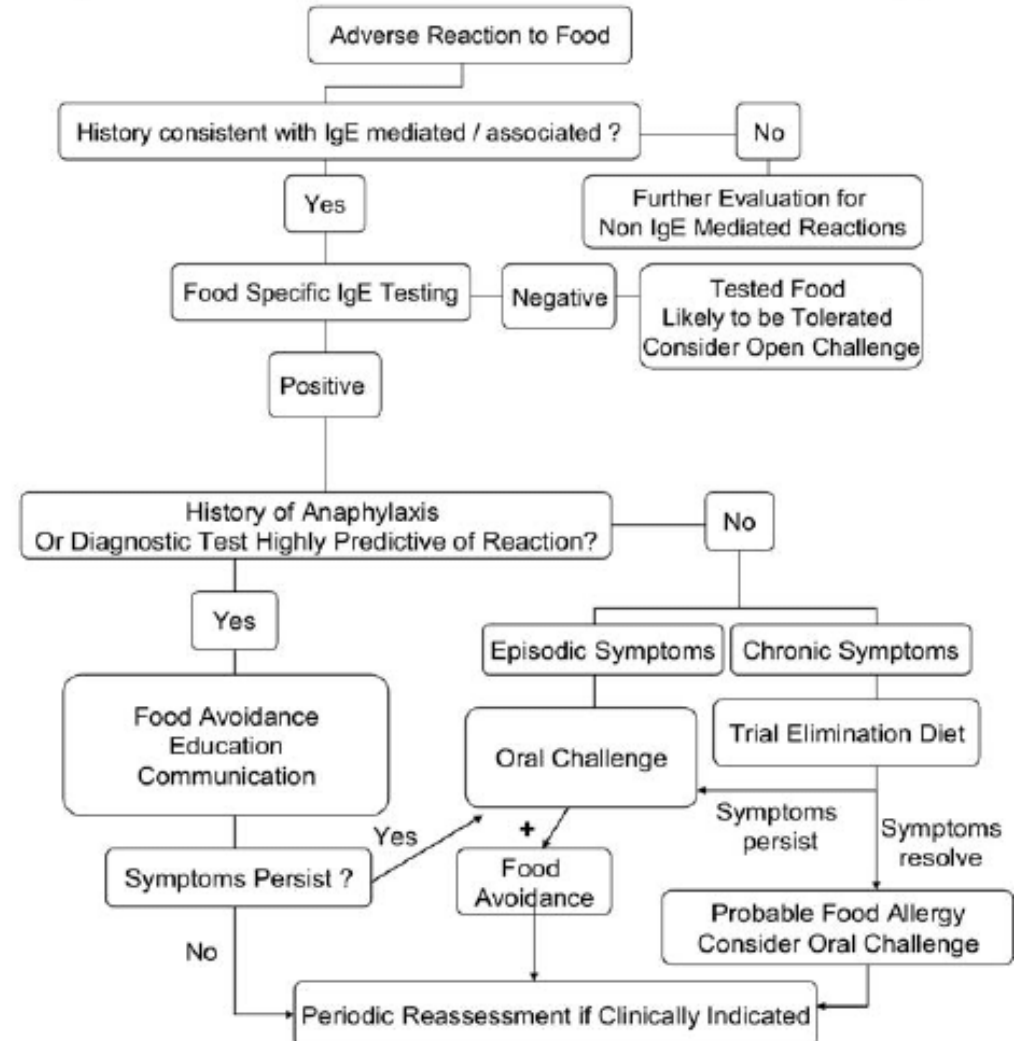 Adverse Reaction to Food
History consistent with IgE mediated / associated ?
No
Yes
Further Evaluation for
Non IgE Mediated Reactions
Food Specific IgE Testing
Negative
Tested Food
Likely to be Tolerated
Consider Open Challenge
Positive
History of Anaphylaxis
Or Diagnostic Test Highly Predictive of Reaction?
No
Yes
Episodic Symptoms
Chronic Symptoms
Food Avoidance
Education
Communication
Oral Challenge
Trial Elimination Diet
Symptoms
persist
Symptoms
resolve
Yes
+
Symptoms Persist ?
Food
Avoidance
Probable Food Allergy
Consider Oral Challenge
No
Periodic Reassessment if Clinically Indicated